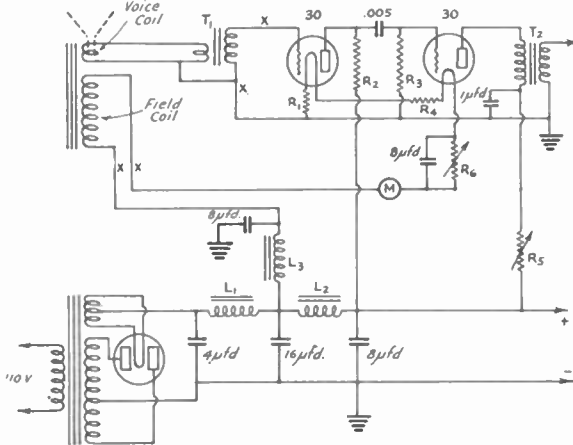 Voice
Coil
T1
X
30
.005
30
T2
R1
R2
R3
R4
1µfd
X
Field
Coil
X
X
8µfd
R6
M
8µfd.
L3
R5
L1
L2
+
4µfd
16µfd.
8µfd
110 V
-